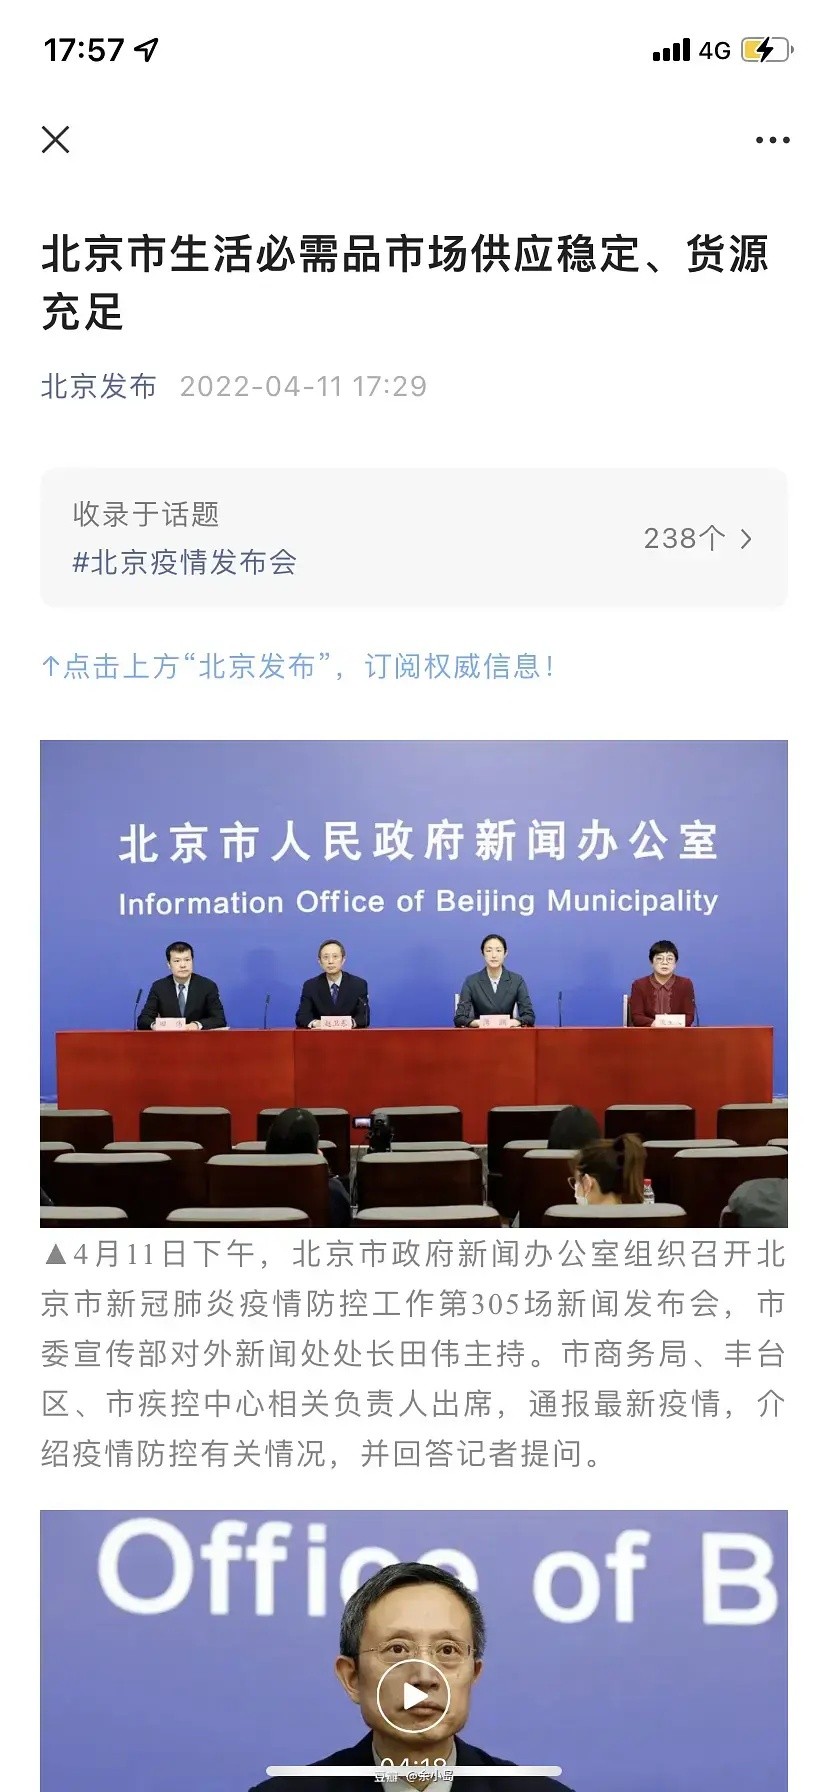 17:57
4G
北京市生活必需品市场供应稳定、货源
充足
北京发布 2022-04-11 17:29
收录于话题
#北京疫情发布会
238个
↑点击上方“北京发布”，订阅权威信息！
北京市人民政府新闻办公室
Information Office of Beijing Municipality
田伟
赵卫东
▲4月11日下午，北京市政府新闻办公室组织召开北
京市新冠肺炎疫情防控工作第305场新闻发布会，市
委宣传部对外新闻处处长田伟主持。市商务局、丰台
区、市疾控中心相关负责人出席，通报最新疫情，介
绍疫情防控有关情况，并回答记者提问。
Office of B
04:18
豆瓣 @余小岛